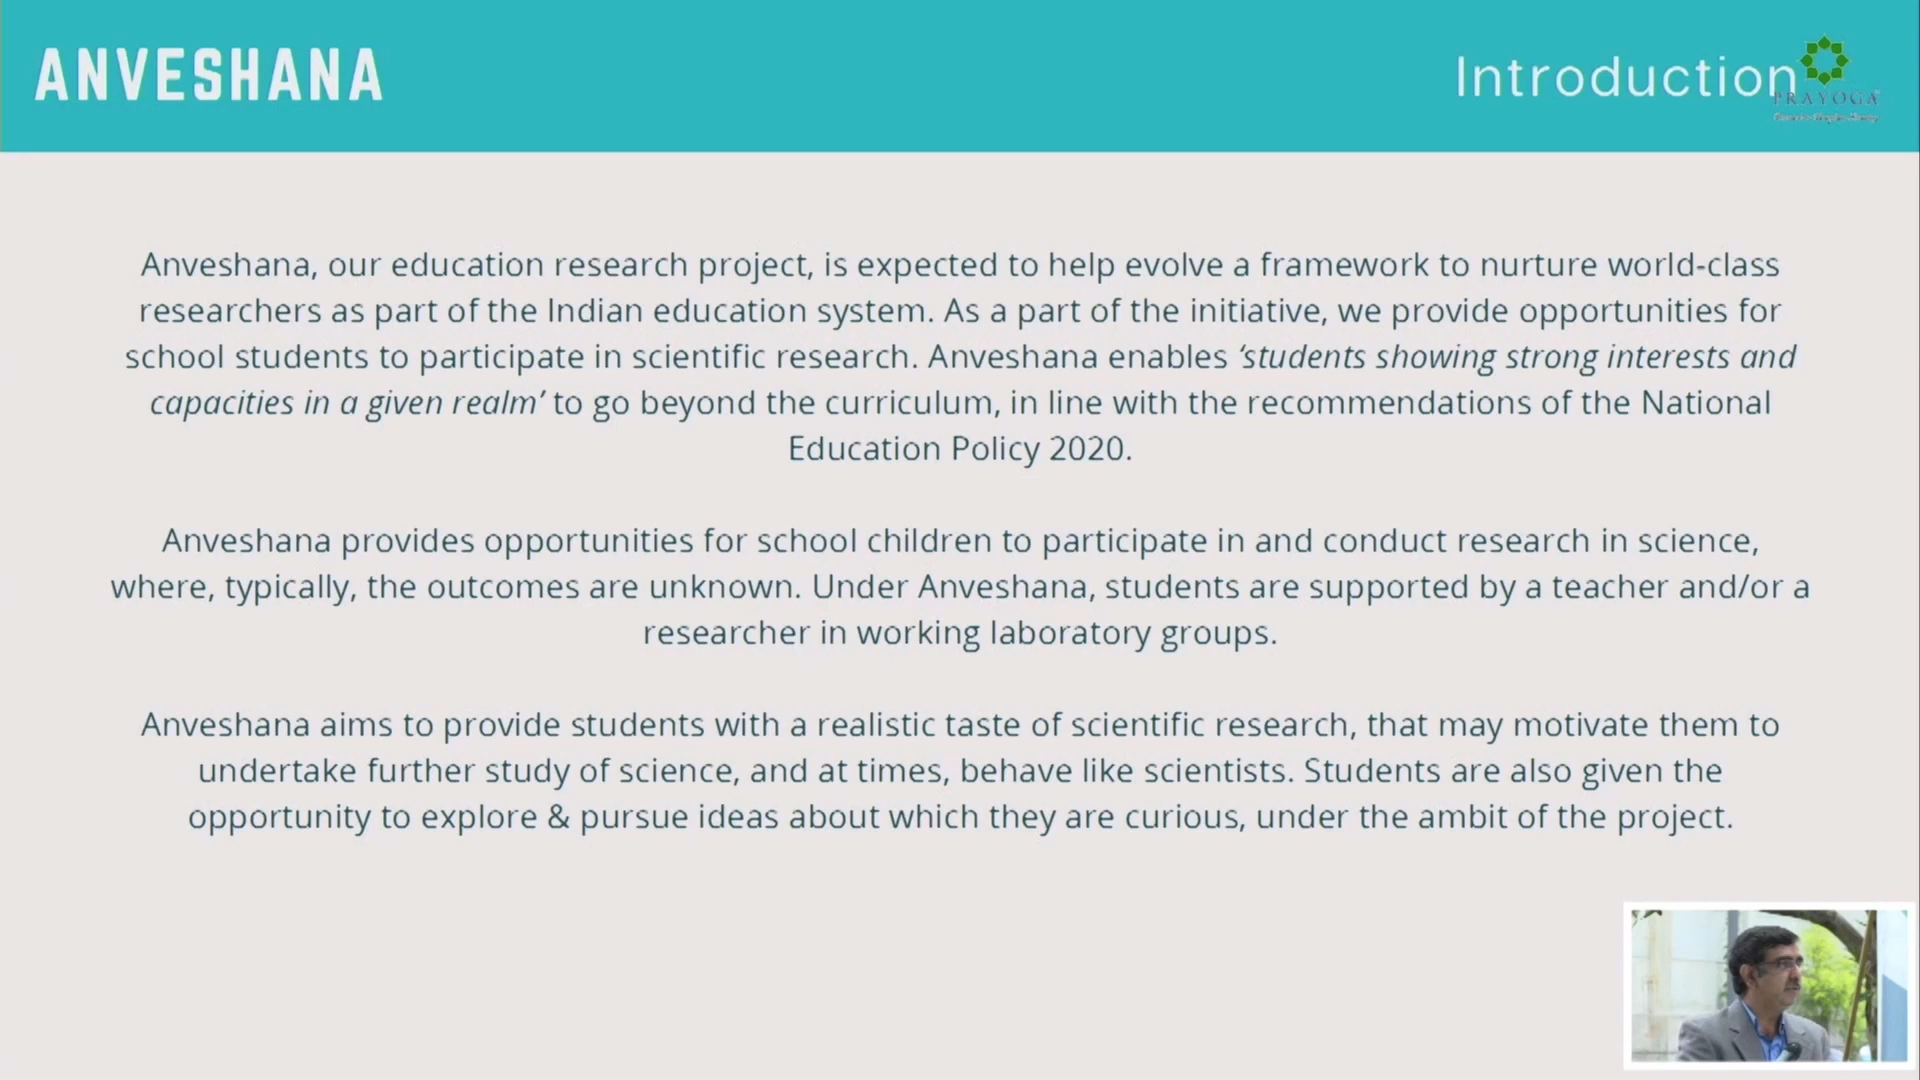 ANVESHANA
Introduction
PRAYOGA
Anveshana, our education research project, is expected to help evolve a framework to nurture world-class
researchers as part of the Indian education system. As a part of the initiative, we provide opportunities for
school students to participate in scientific research. Anveshana enables ‘students showing strong interests and
capacities in a given realm’ to go beyond the curriculum, in line with the recommendations of the National
Education Policy 2020.
Anveshana provides opportunities for school children to participate in and conduct research in science,
where, typically, the outcomes are unknown. Under Anveshana, students are supported by a teacher and/or a
researcher in working laboratory groups.
Anveshana aims to provide students with a realistic taste of scientific research, that may motivate them to
undertake further study of science, and at times, behave like scientists. Students are also given the
opportunity to explore & pursue ideas about which they are curious, under the ambit of the project.